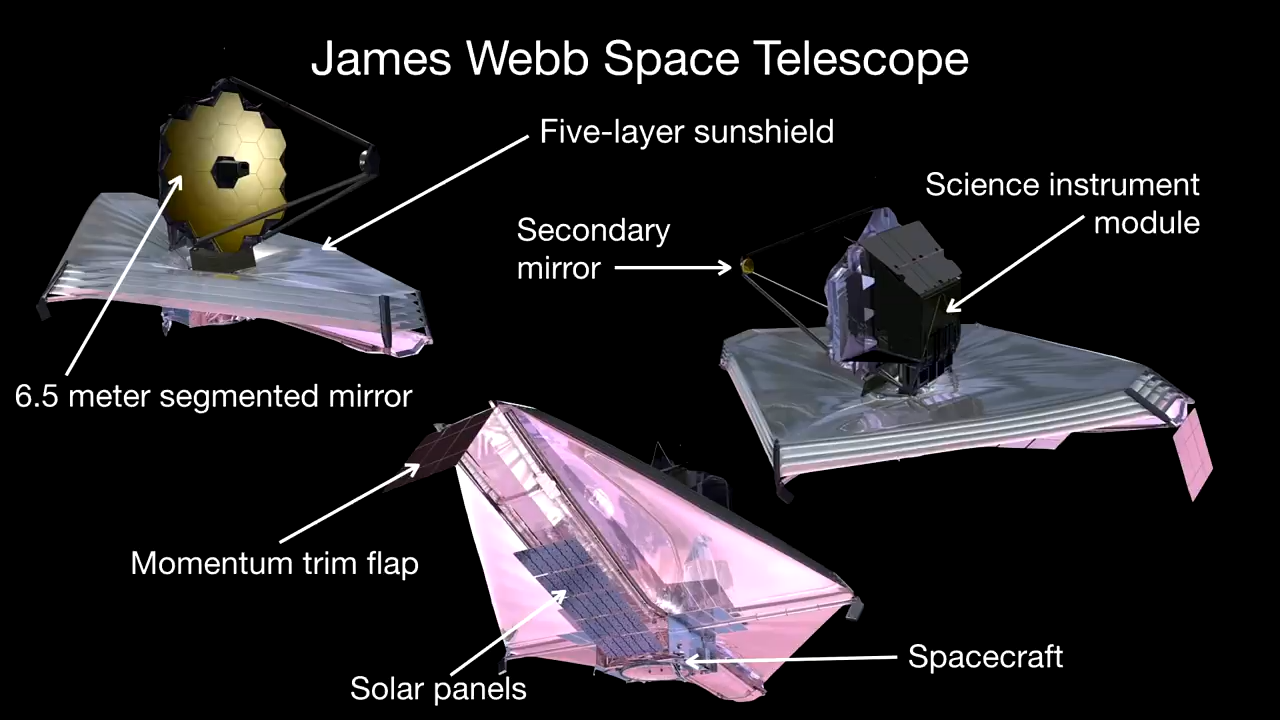 James Webb Space Telescope
Five-layer sunshield
Science instrument
module
Secondary
mirror
6.5 meter segmented mirror
Momentum trim flap
Solar panels
Spacecraft